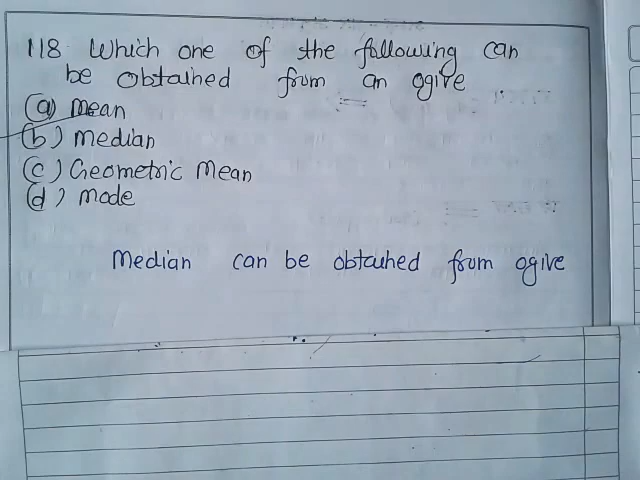 118 Which one of the following can
be obtained from an ogive
(a) mean
(b) median
(c) Geometric Mean
(d) mode
Median can be obtained from ogive